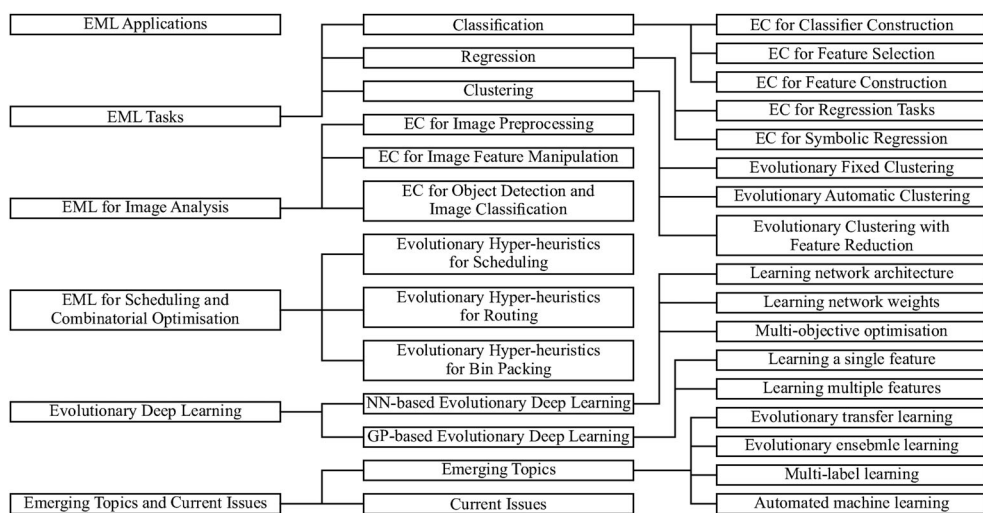 EML Applications
EML Tasks
EML for Image Analysis
EML for Scheduling and
Combinatorial Optimisation
Evolutionary Deep Learning
Emerging Topics and Current Issues
Classification
Regression
Clustering
EC for Image Preprocessing
EC for Image Feature Manipulation
EC for Object Detection and
Image Classification
Evolutionary Hyper-heuristics
for Scheduling
Evolutionary Hyper-heuristics
for Routing
Evolutionary Hyper-heuristics
for Bin Packing
NN-based Evolutionary Deep Learning
GP-based Evolutionary Deep Learning
Emerging Topics
Current Issues
EC for Classifier Construction
EC for Feature Selection
EC for Feature Construction
EC for Regression Tasks
EC for Symbolic Regression
Evolutionary Fixed Clustering
Evolutionary Automatic Clustering
Evolutionary Clustering with
Feature Reduction
Learning network architecture
Learning network weights
Multi-objective optimisation
Learning a single feature
Learning multiple features
Evolutionary transfer learning
Evolutionary ensebmle learning
Multi-label learning
Automated machine learning